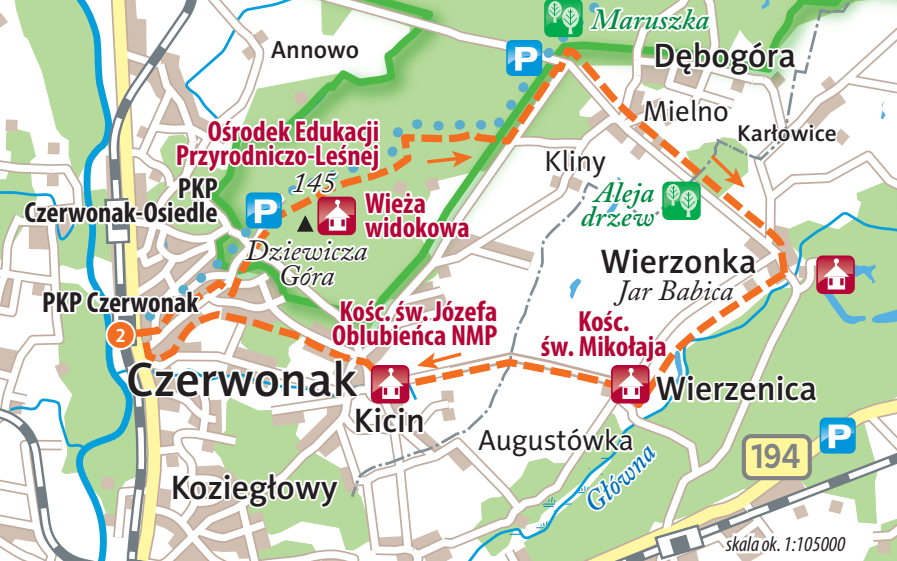 Maruszka
P
Annowo
Dębogóra
Mielno
Ośrodek Edukacji
Przyrodniczo-Leśnej
Karłowice
Kliny
145
PKP
Czerwonak-Osiedle
P
Wieża
widokowa
Aleja
drzew
Dziewicza
Góra
Wierzonka
Jar Babica
PKP Czerwonak
Kośc. św. Józefa
Oblubieńca NMP
Kośc.
św. Mikołaja
2
Czerwonak
Wierzenica
Kicin
Augustówka
P
194
Główna
Koziegłowy
skala ok. 1:105000